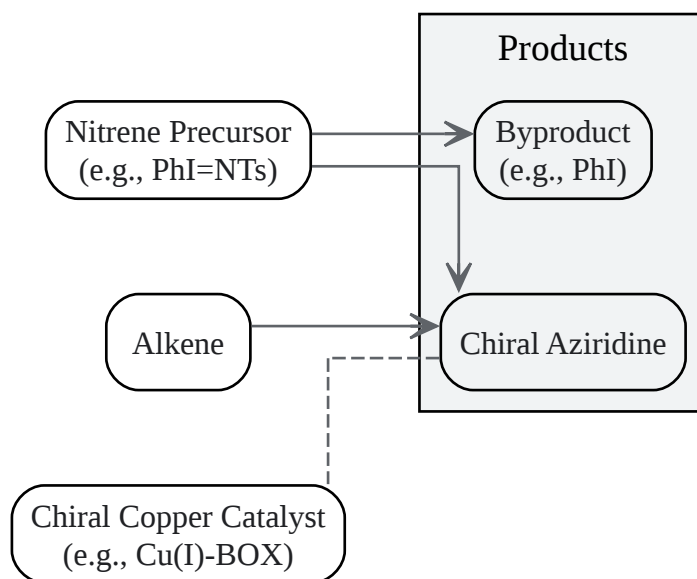 Products
Nitrene Precursor
(e.g., PhI=NTs)
Byproduct
(e.g., PhI)
Alkene
Chiral Aziridine
Chiral Copper Catalyst
(e.g., Cu(I)-BOX)